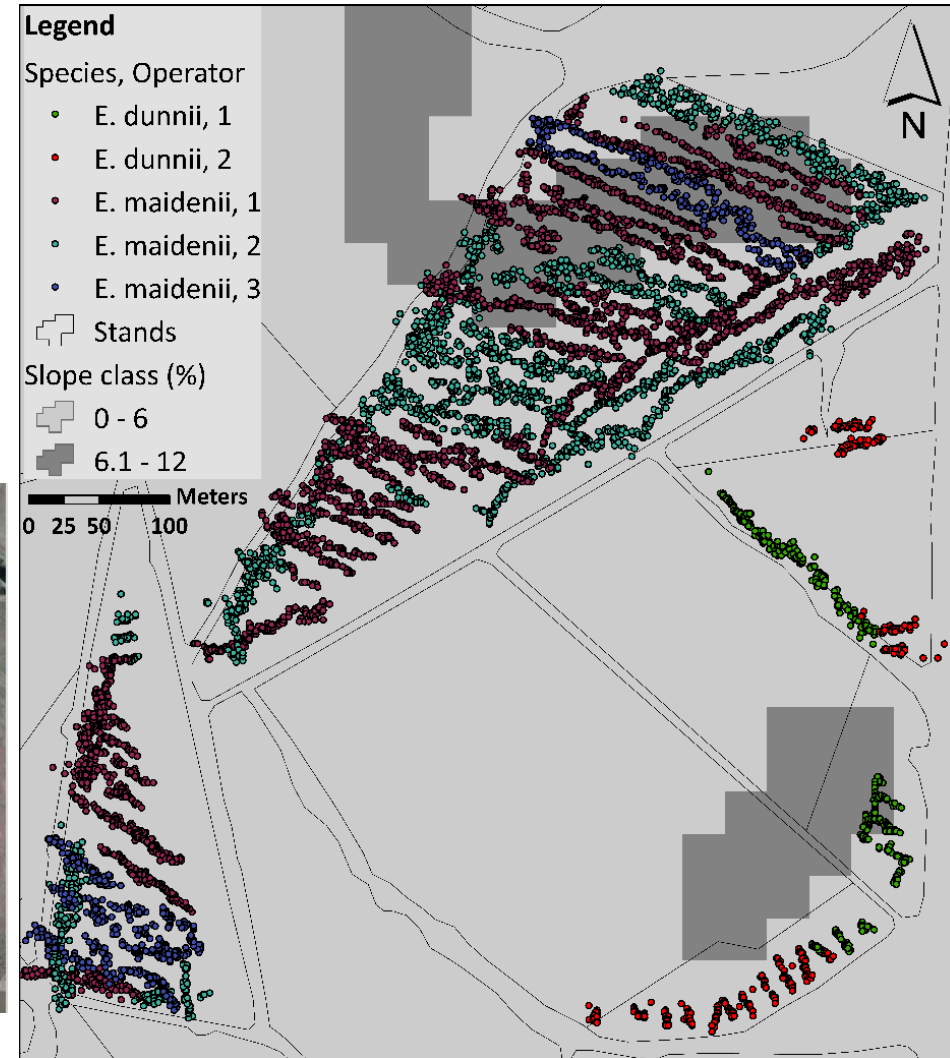 Legend
Species, Operator
E. dunnii, 1
E. dunnii, 2
E. maidenii, 1
E. maidenii, 2
E. maidenii, 3
Stands
Slope class (%)
0 - 6
6.1 - 12
Meters
0 25 50 100
N